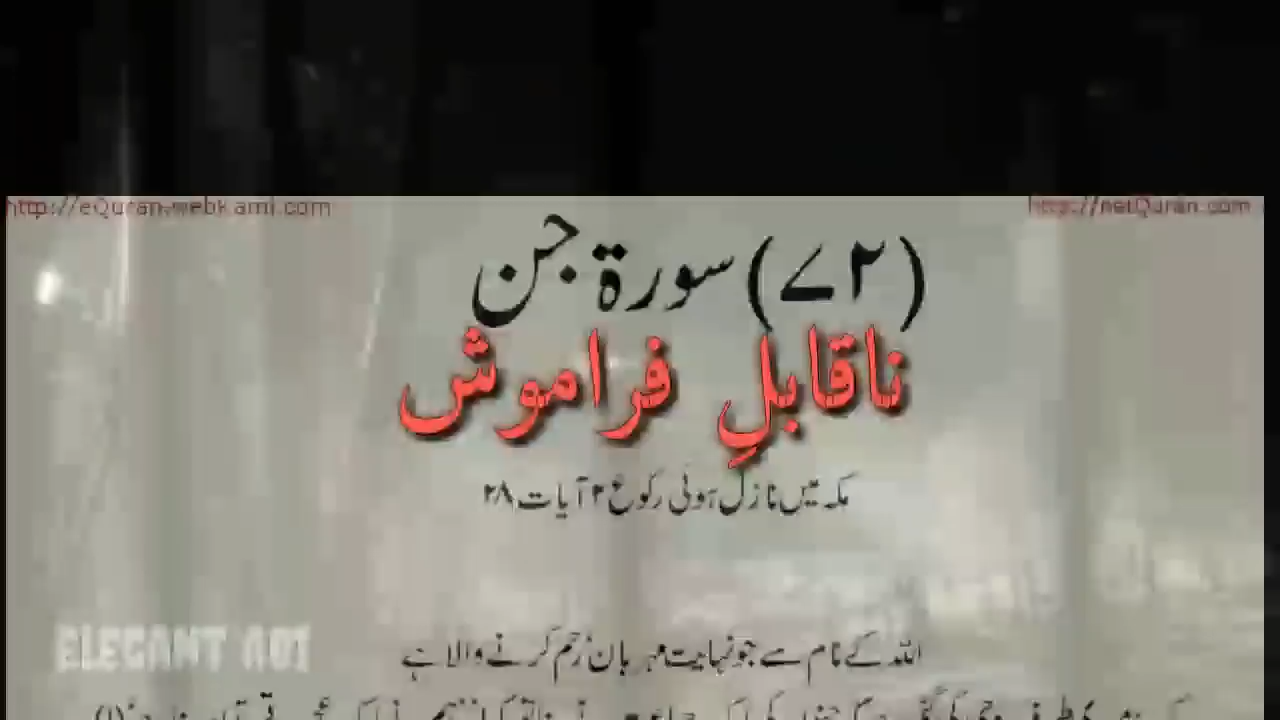 http://eQuran.webkami.com
http://netQuran.com
(۷۲) سورۃ جن
ناقابلِ فراموش
مکہ میں نازل ہوئی رکوع ۲ آیات ۲۸
ELEGANT ADI
اللہ کے نام سے جو نہایت مہربان رحم کرنے والا ہے